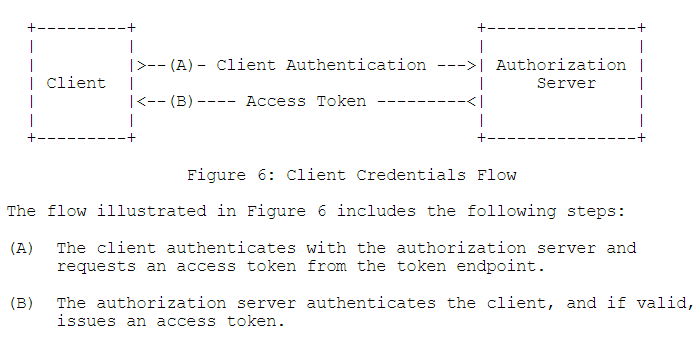 +---------+                                  +---------------+
|         |                                  |               |
|         |>--(A)- Client Authentication --->| Authorization |
| Client  |                                  |     Server    |
|         |<--(B)---- Access Token ---------<|               |
|         |                                  |               |
+---------+                                  +---------------+
Figure 6: Client Credentials Flow
The flow illustrated in Figure 6 includes the following steps:
(A)  The client authenticates with the authorization server and
requests an access token from the token endpoint.
(B)  The authorization server authenticates the client, and if valid,
issues an access token.